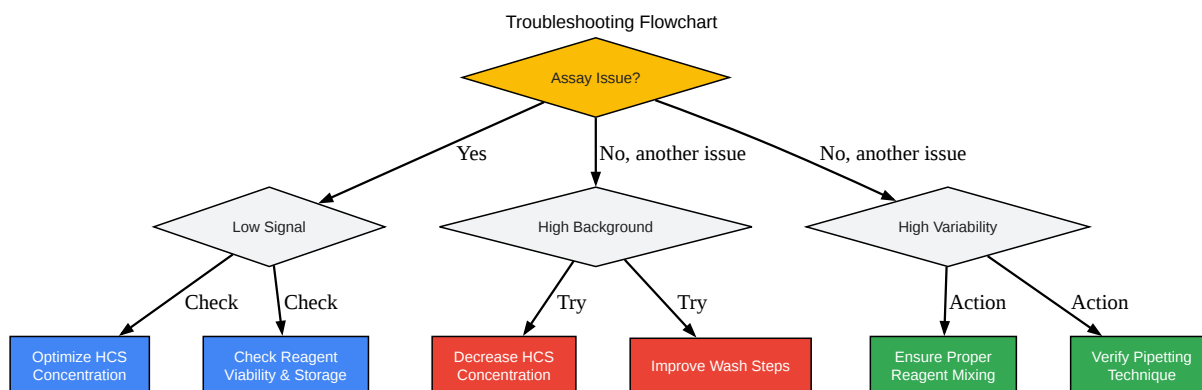 Troubleshooting Flowchart
Assay Issue?
Yes
No, another issue
No, another issue
Low Signal
High Background
High Variability
Check
Check
Try
Try
Action
Action
Optimize HCS
Concentration
Check Reagent
Viability & Storage
Decrease HCS
Concentration
Improve Wash Steps
Ensure Proper
Reagent Mixing
Verify Pipetting
Technique